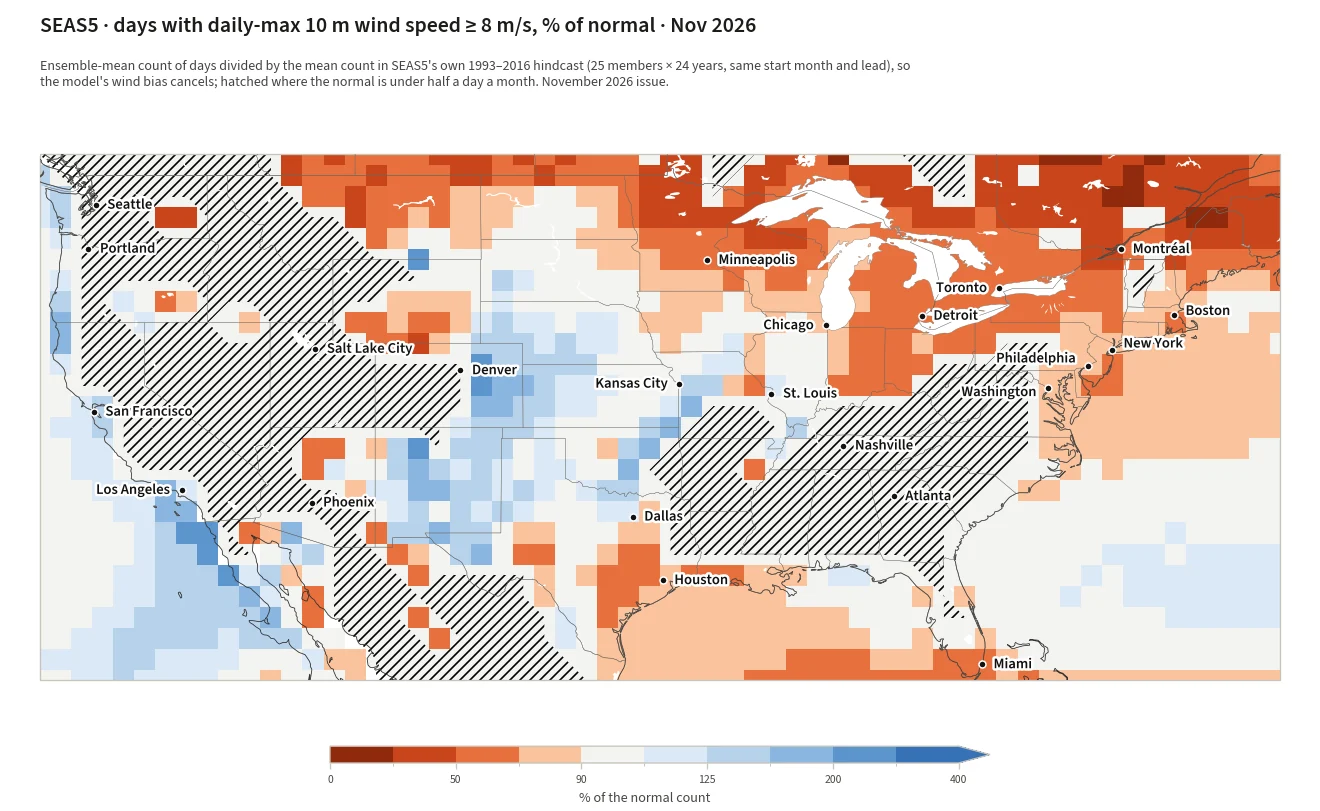 SEAS5 · days with daily-max 10 m wind speed ≥ 8 m/s, % of normal · Nov 2026
Ensemble-mean count of days divided by the mean count in SEAS5's own 1993–2016 hindcast (25 members × 24 years, same start month and lead), so
the model's wind bias cancels; hatched where the normal is under half a day a month. November 2026 issue.
Seattle
Portland
Montréal
Minneapolis
Toronto
Boston
Detroit
Chicago
New York
Salt Lake City
Philadelphia
Denver
Kansas City
St. Louis
Washington
San Francisco
Nashville
Los Angeles
Atlanta
Phoenix
Dallas
Houston
Miami
0 50 90 125 200 400
% of the normal count